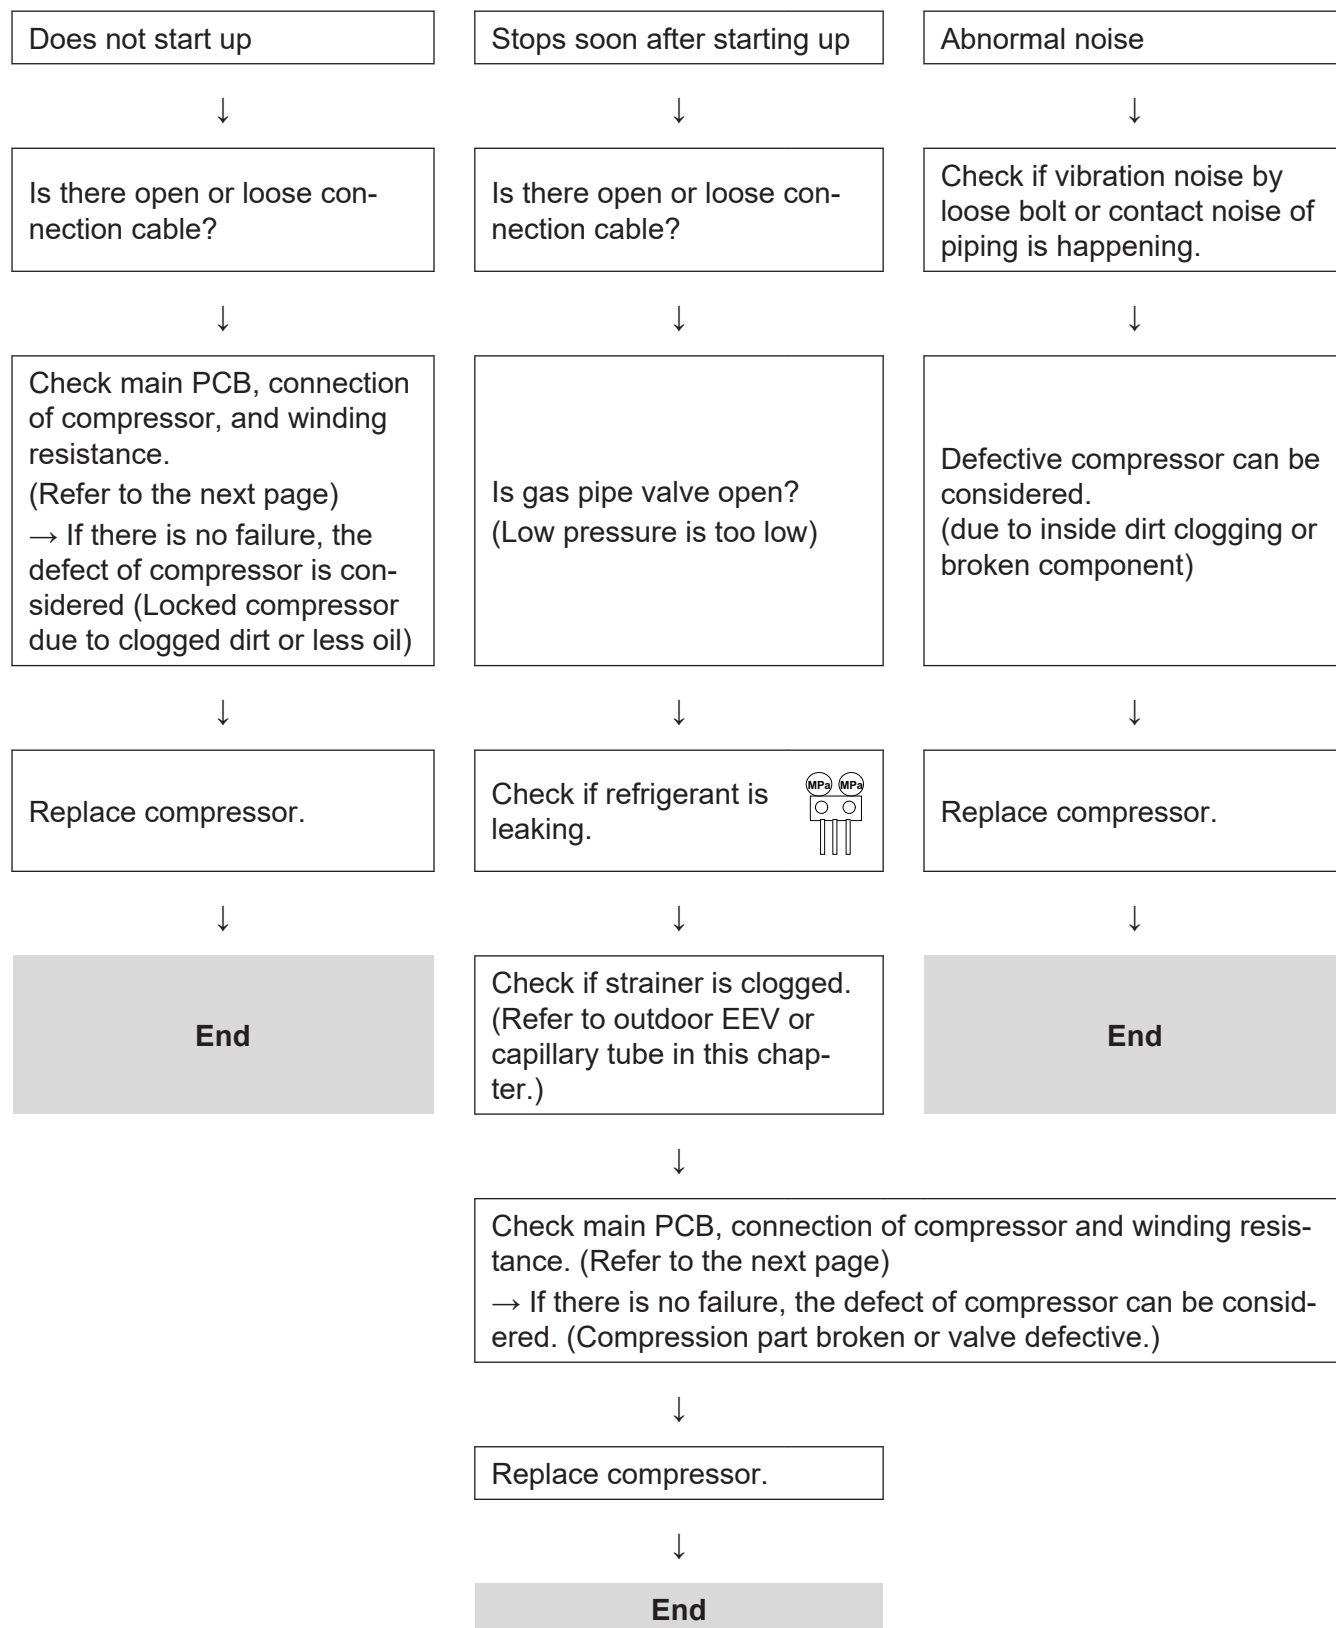 Does not start up
Is there open or loose con-
nection cable?
Check main PCB, connection
of compressor, and winding
resistance.
(Refer to the next page)
→ If there is no failure, the
defect of compressor is con-
sidered (Locked compressor
due to clogged dirt or less oil)
Replace compressor.
End
Stops soon after starting up
Is there open or loose con-
nection cable?
Is gas pipe valve open?
(Low pressure is too low)
Check if refrigerant is
leaking.
MPa MPa
Check if strainer is clogged.
(Refer to outdoor EEV or
capillary tube in this chap-
ter.)
Check main PCB, connection of compressor and winding resis-
tance. (Refer to the next page)
→ If there is no failure, the defect of compressor can be consid-
ered. (Compression part broken or valve defective.)
Replace compressor.
End
Abnormal noise
Check if vibration noise by
loose bolt or contact noise of
piping is happening.
Defective compressor can be
considered.
(due to inside dirt clogging or
broken component)
Replace compressor.
End